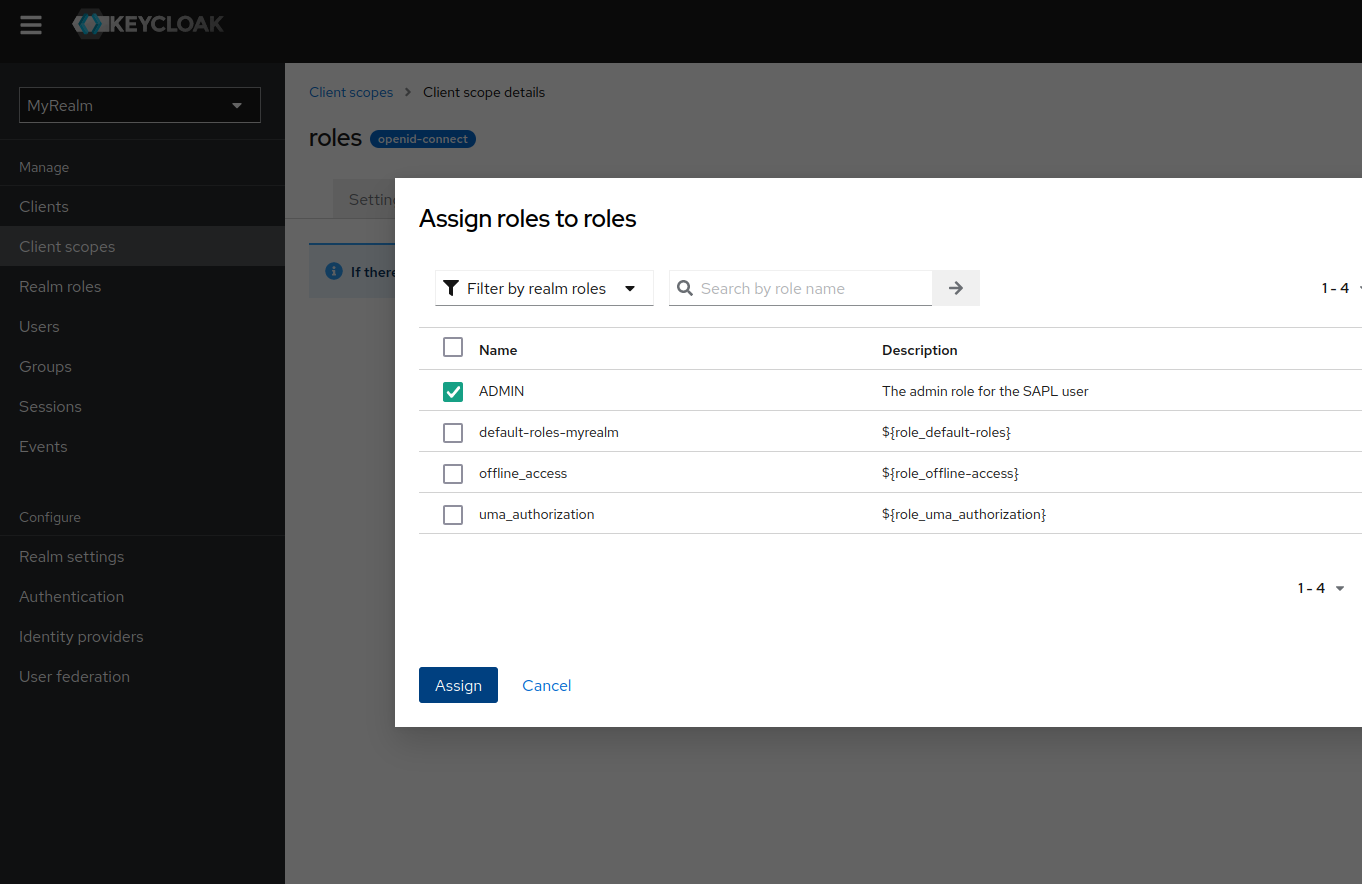 KEYCLOAK
MyRealm
Manage
Clients
Client scopes
Realm roles
Users
Groups
Sessions
Events
Configure
Realm settings
Authentication
Identity providers
User federation
Client scopes > Client scope details
roles openid-connect
Settin
If there
Assign roles to roles
Filter by realm roles Search by role name 1 - 4
Name Description
ADMIN The admin role for the SAPL user
default-roles-myrealm ${role_default-roles}
offline_access ${role_offline-access}
uma_authorization ${role_uma_authorization}
1 - 4
Assign Cancel